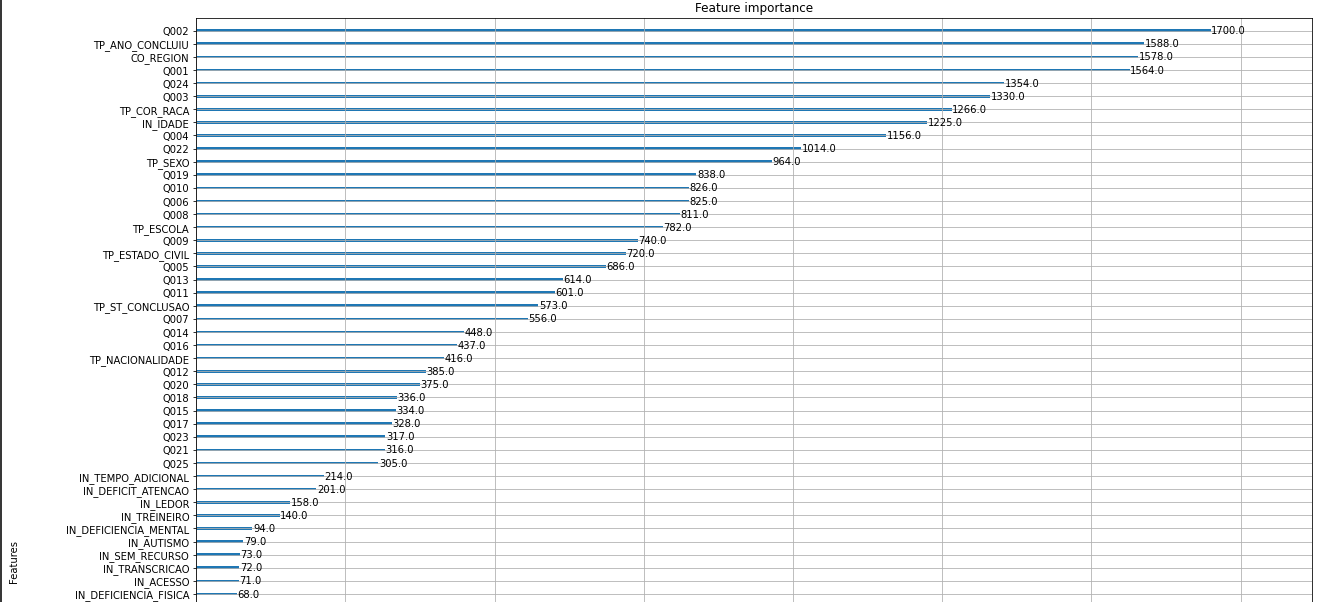 Feature importance
Q002 1700.0
TP_ANO_CONCLUIU 1588.0
CO_REGION 1578.0
Q001 1564.0
Q024 1354.0
Q003 1330.0
TP_COR_RACA 1266.0
IN_IDADE 1225.0
Q004 1156.0
Q022 1014.0
TP_SEXO 964.0
Q019 838.0
Q010 826.0
Q006 825.0
Q008 811.0
TP_ESCOLA 782.0
Q009 740.0
TP_ESTADO_CIVIL 720.0
Q005 686.0
Q013 614.0
Q011 601.0
TP_ST_CONCLUSAO 573.0
Q007 556.0
Q014 448.0
Q016 437.0
TP_NACIONALIDADE 416.0
Q012 385.0
Q020 375.0
Q018 336.0
Q015 334.0
Q017 328.0
Q023 317.0
Q021 316.0
Q025 305.0
IN_TEMPO_ADICIONAL 214.0
IN_DEFICIT_ATENCAO 201.0
IN_LEDOR 158.0
IN_TREINEIRO 140.0
IN_DEFICIENCIA_MENTAL 94.0
IN_AUTISMO 79.0
IN_SEM_RECURSO 73.0
IN_TRANSCRICAO 72.0
IN_ACESSO 71.0
IN_DEFICIENCIA_FISICA 68.0
Features